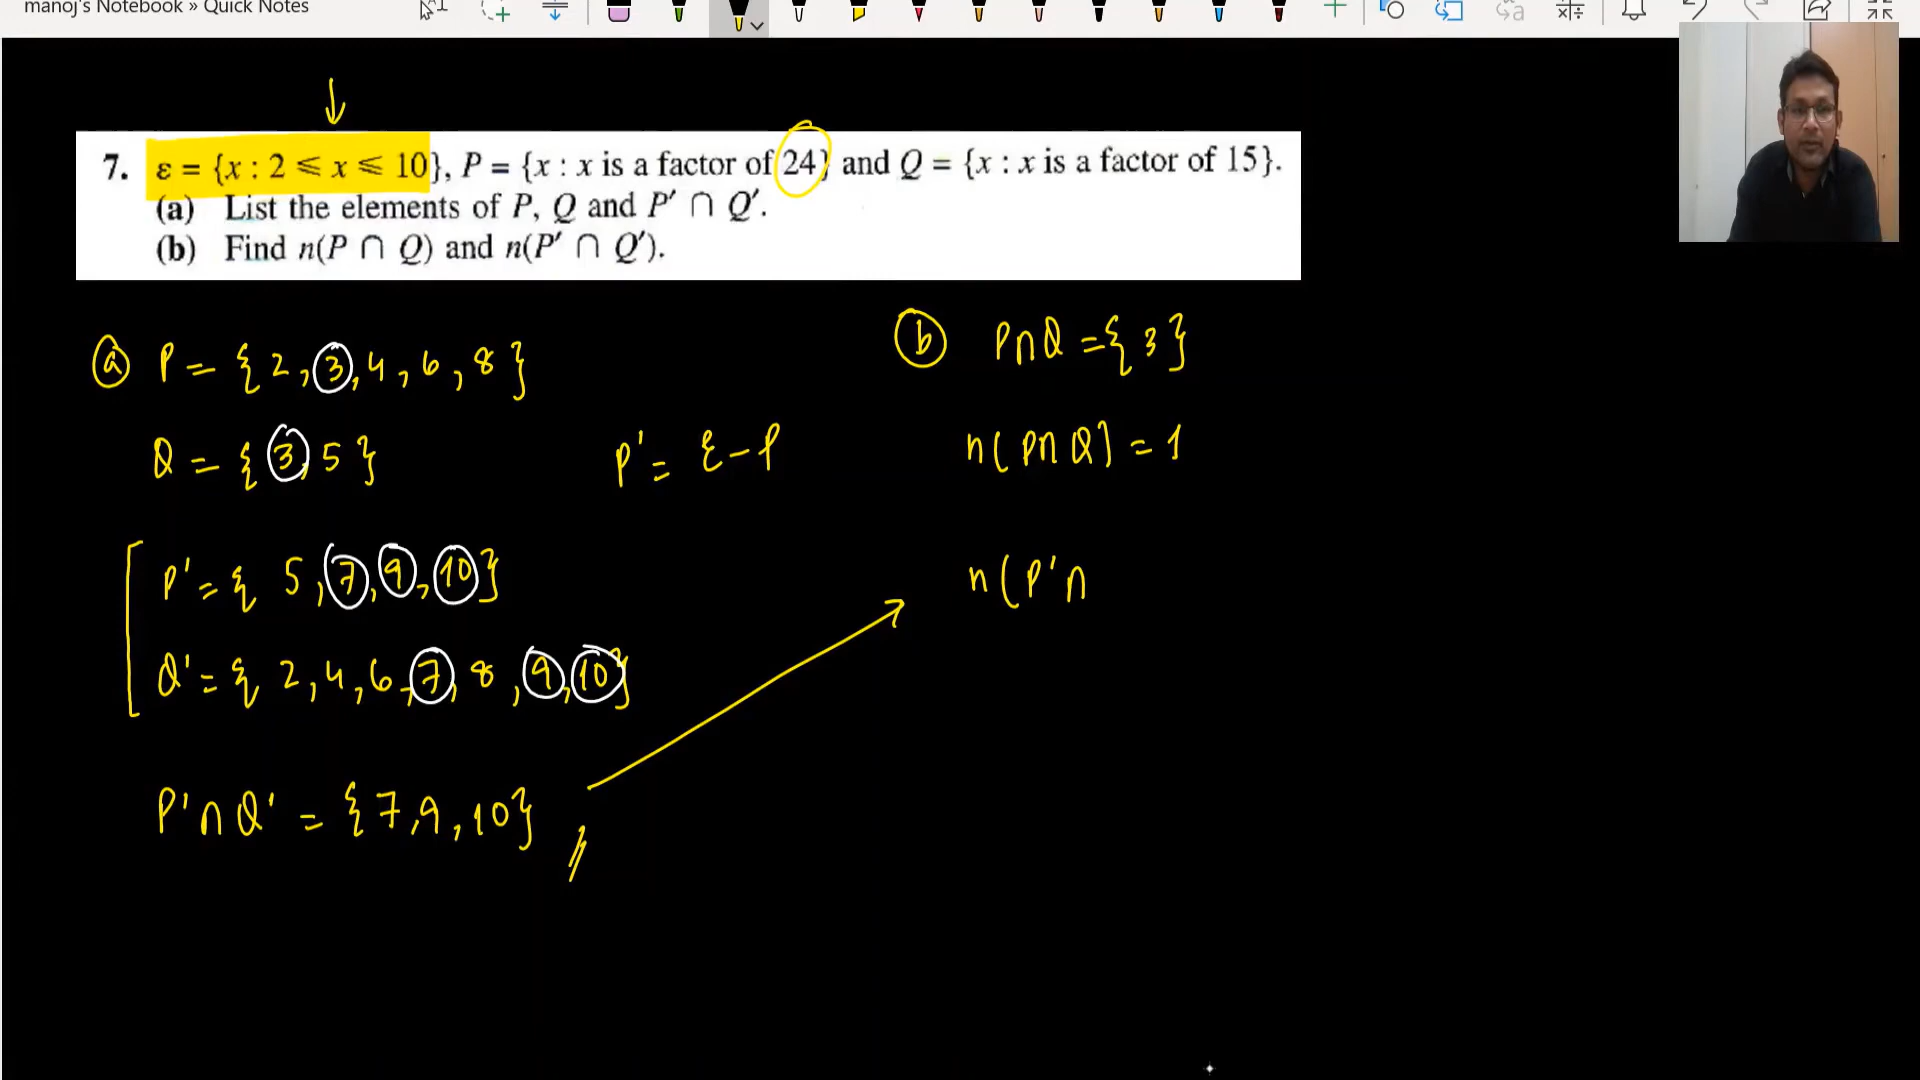 manoj's Notebook » Quick Notes
7. ε = {x : 2 ⩽ x ⩽ 10}, P = {x : x is a factor of 24} and Q = {x : x is a factor of 15}.
(a) List the elements of P, Q and P′ ∩ Q′.
(b) Find n(P ∩ Q) and n(P′ ∩ Q′).
(a) P = { 2, 3, 4, 6, 8 }
Q = { 3, 5 }
P' = ε - P
P' = { 5, 7, 9, 10 }
Q' = { 2, 4, 6, 7, 8, 9, 10 }
P' ∩ Q' = { 7, 9, 10 }
(b) P ∩ Q = { 3 }
n ( P ∩ Q ) = 1
n ( P' ∩